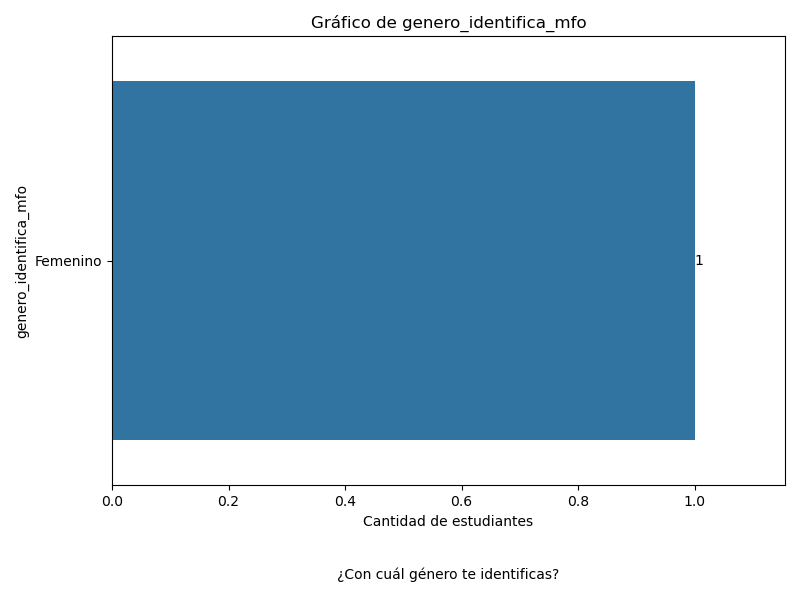 Gráfico de genero_identifica_mfo
genero_identifica_mfo
Femenino
1
0.0 0.2 0.4 0.6 0.8 1.0
Cantidad de estudiantes
¿Con cuál género te identificas?